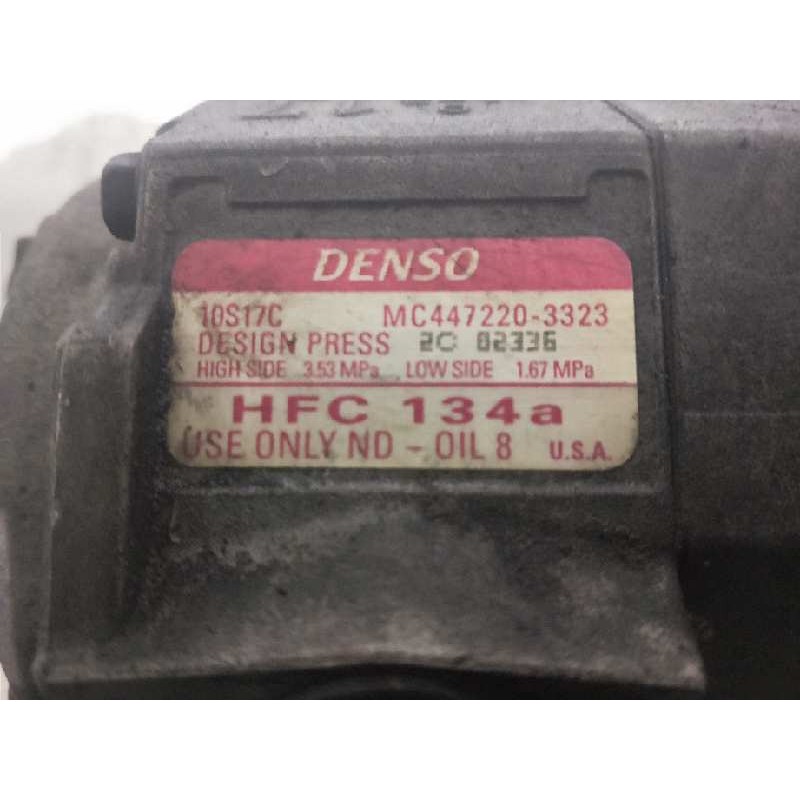 DENSO
10S17C MC447220-3323
DESIGN PRESS 2C 02336
HIGH SIDE 3.53 MPa LOW SIDE 1.67 MPa
HFC 134a
USE ONLY ND - OIL 8 U.S.A.